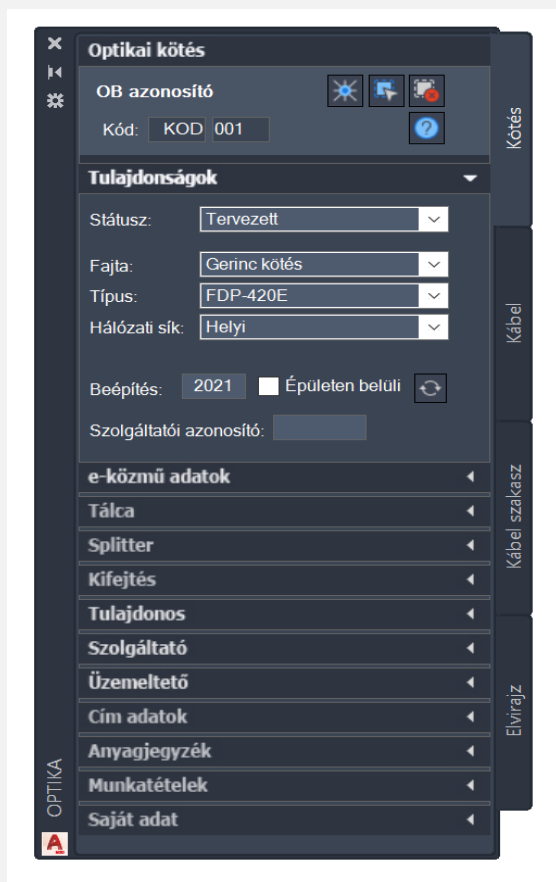 Optikai kötés
OB azonosító
Kód: KOD 001
Tulajdonságok
Státusz: Tervezett
Fajta: Gerinc kötés
Típus: FDP-420E
Hálózati sík: Helyi
Beépítés: 2021 Épületen belüli
Szolgáltatói azonosító:
e-közmű adatok
Tálca
Splitter
Kifejtés
Tulajdonos
Szolgáltató
Üzemeltető
Cím adatok
Anyagjegyzék
Munkatételek
Saját adat
Kötés
Kábel
Kábel szakasz
Elvirajz
OPTIKA
A